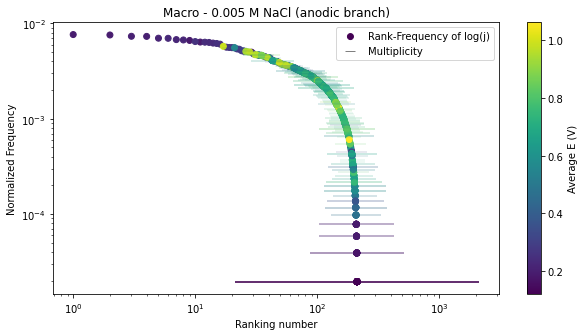 Macro - 0.005 M NaCl (anodic branch)
Rank-Frequency of log(j)
Multiplicity
Normalized Frequency
10⁻²
10⁻³
10⁻⁴
10⁰
10¹
10²
10³
Ranking number
1.0
0.8
0.6
0.4
0.2
Average E (V)